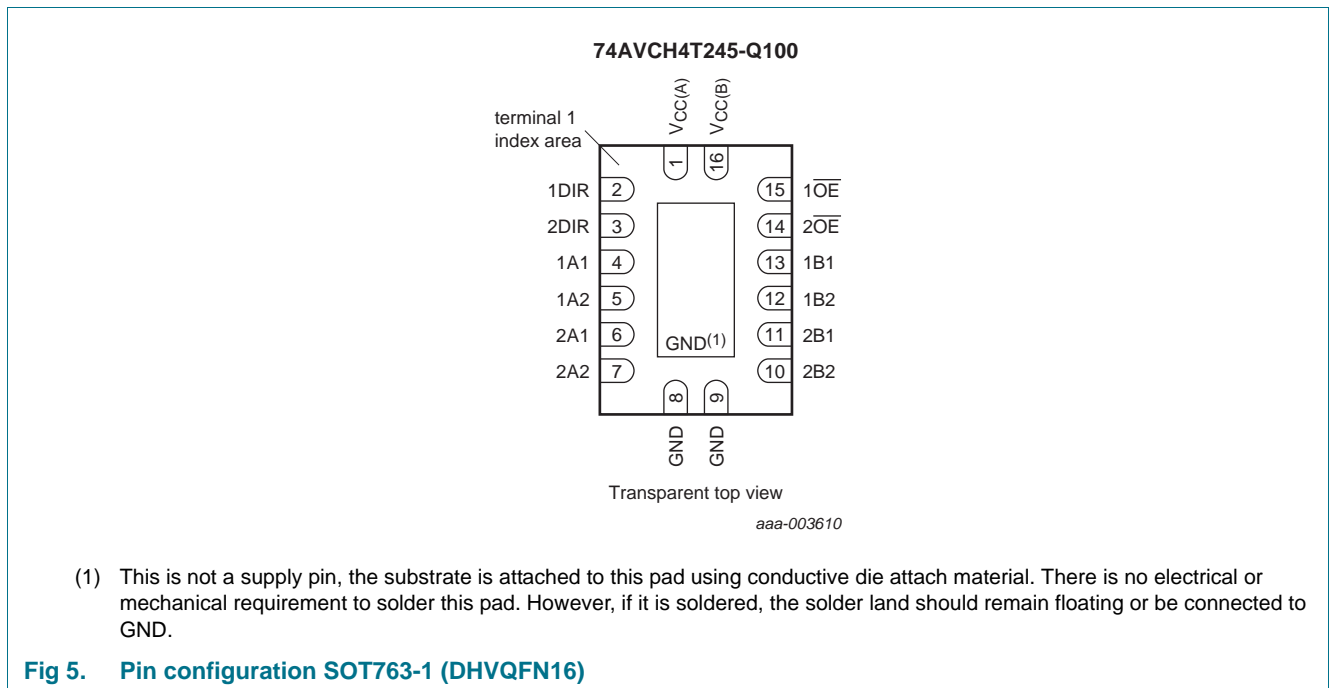 74AVCH4T245-Q100
VCC(A)
VCC(B)
terminal 1
index area
1
16
1DIR 2
15 1O̅E̅
2DIR 3
14 2O̅E̅
1A1 4
13 1B1
1A2 5
12 1B2
2A1 6
11 2B1
GND(1)
2A2 7
10 2B2
8
9
GND
GND
Transparent top view
aaa-003610
(1) This is not a supply pin, the substrate is attached to this pad using conductive die attach material. There is no electrical or
mechanical requirement to solder this pad. However, if it is soldered, the solder land should remain floating or be connected to
GND.
Fig 5. Pin configuration SOT763-1 (DHVQFN16)